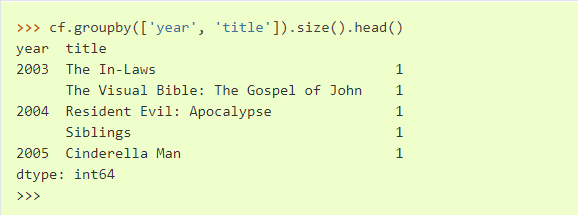 >>> cf.groupby(['year', 'title']).size().head()
year  title
2003  The In-Laws                              1
      The Visual Bible: The Gospel of John     1
2004  Resident Evil: Apocalypse                1
      Siblings                                 1
2005  Cinderella Man                           1
dtype: int64
>>>